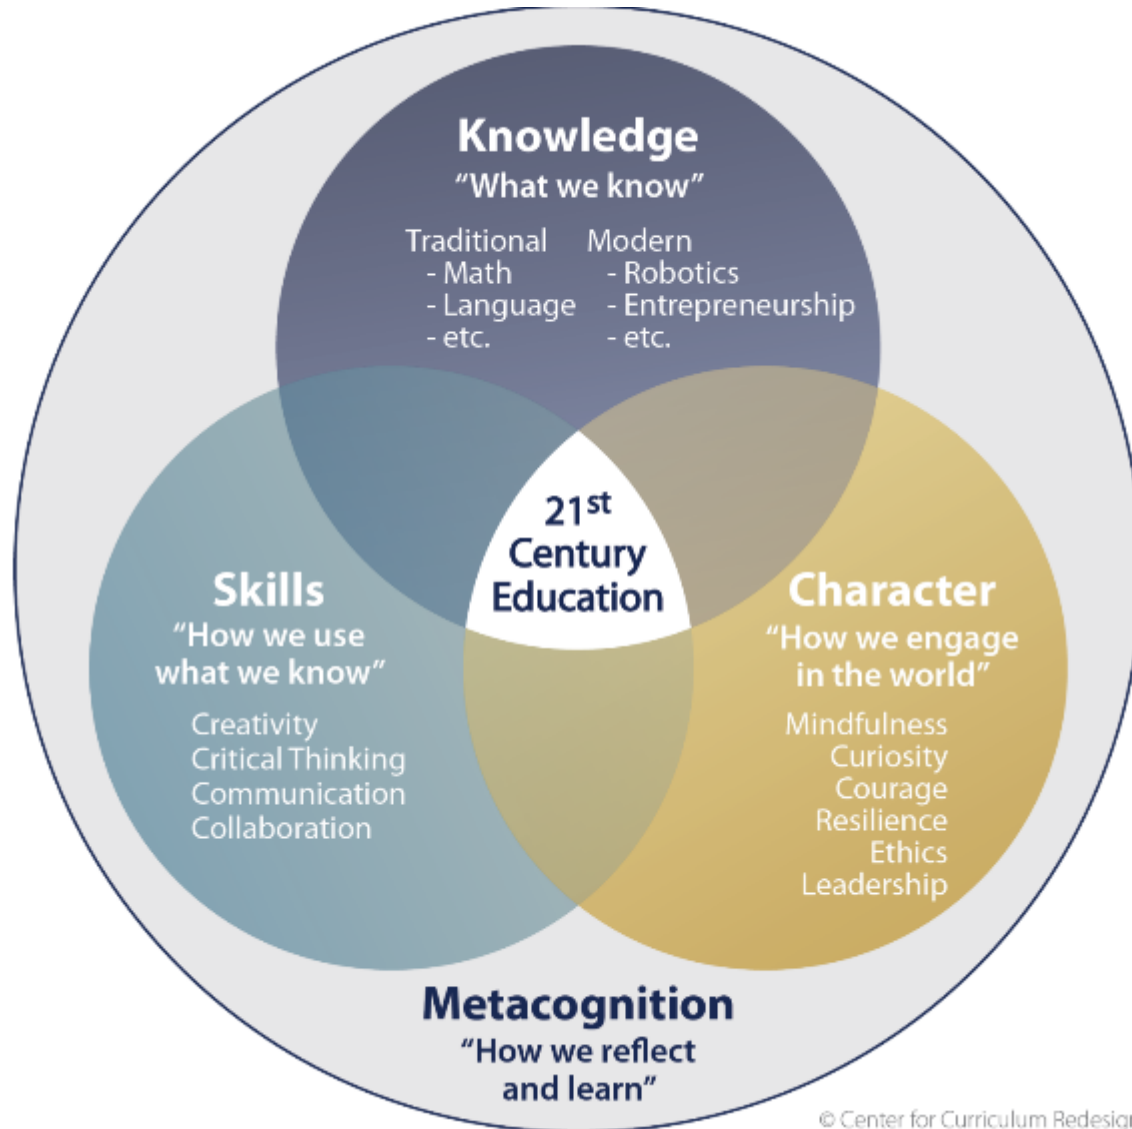 Knowledge
“What we know”
Traditional
- Math
- Language
- etc.
Modern
- Robotics
- Entrepreneurship
- etc.
21st
Century
Education
Skills
“How we use
what we know”
Creativity
Critical Thinking
Communication
Collaboration
Character
“How we engage
in the world”
Mindfulness
Curiosity
Courage
Resilience
Ethics
Leadership
Metacognition
“How we reflect
and learn”
© Center for Curriculum Redesign